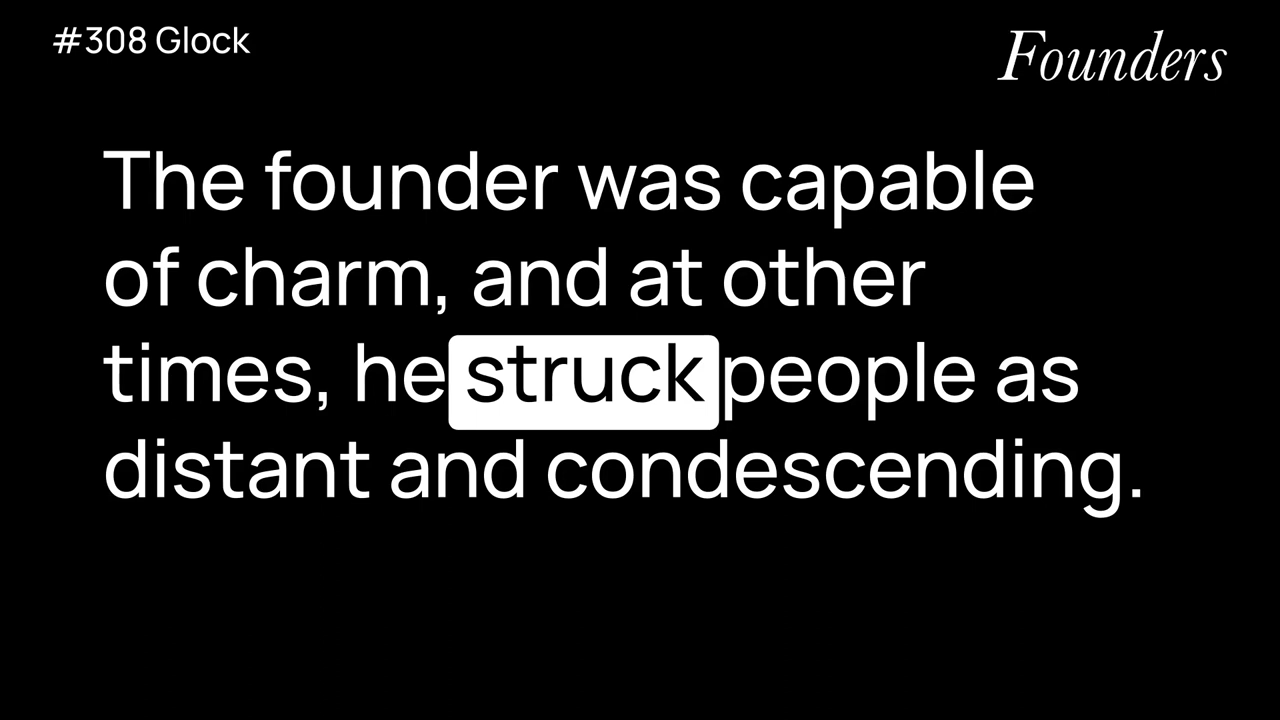 #308 Glock
Founders
The founder was capable
of charm, and at other
times, he struck people as
distant and condescending.